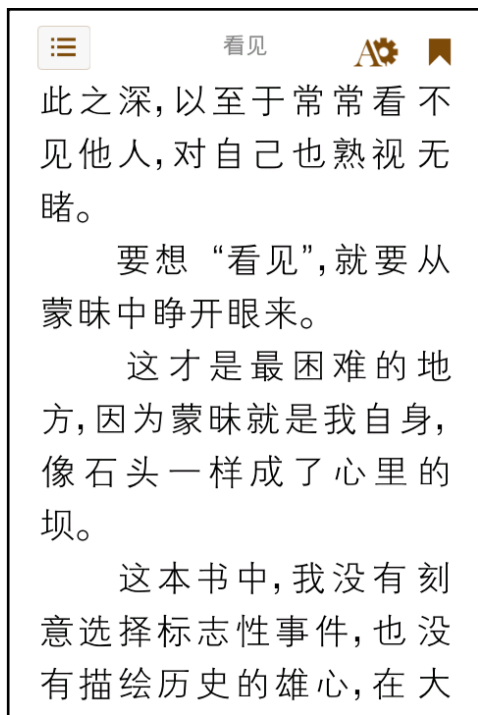 看见
此之深，以至于常常看不
见他人，对自己也熟视无
睹。
要想“看见”，就要从
蒙昧中睁开眼来。
这才是最困难的地
方，因为蒙昧就是我自身，
像石头一样成了心里的
坝。
这本书中，我没有刻
意选择标志性事件，也没
有描绘历史的雄心，在大